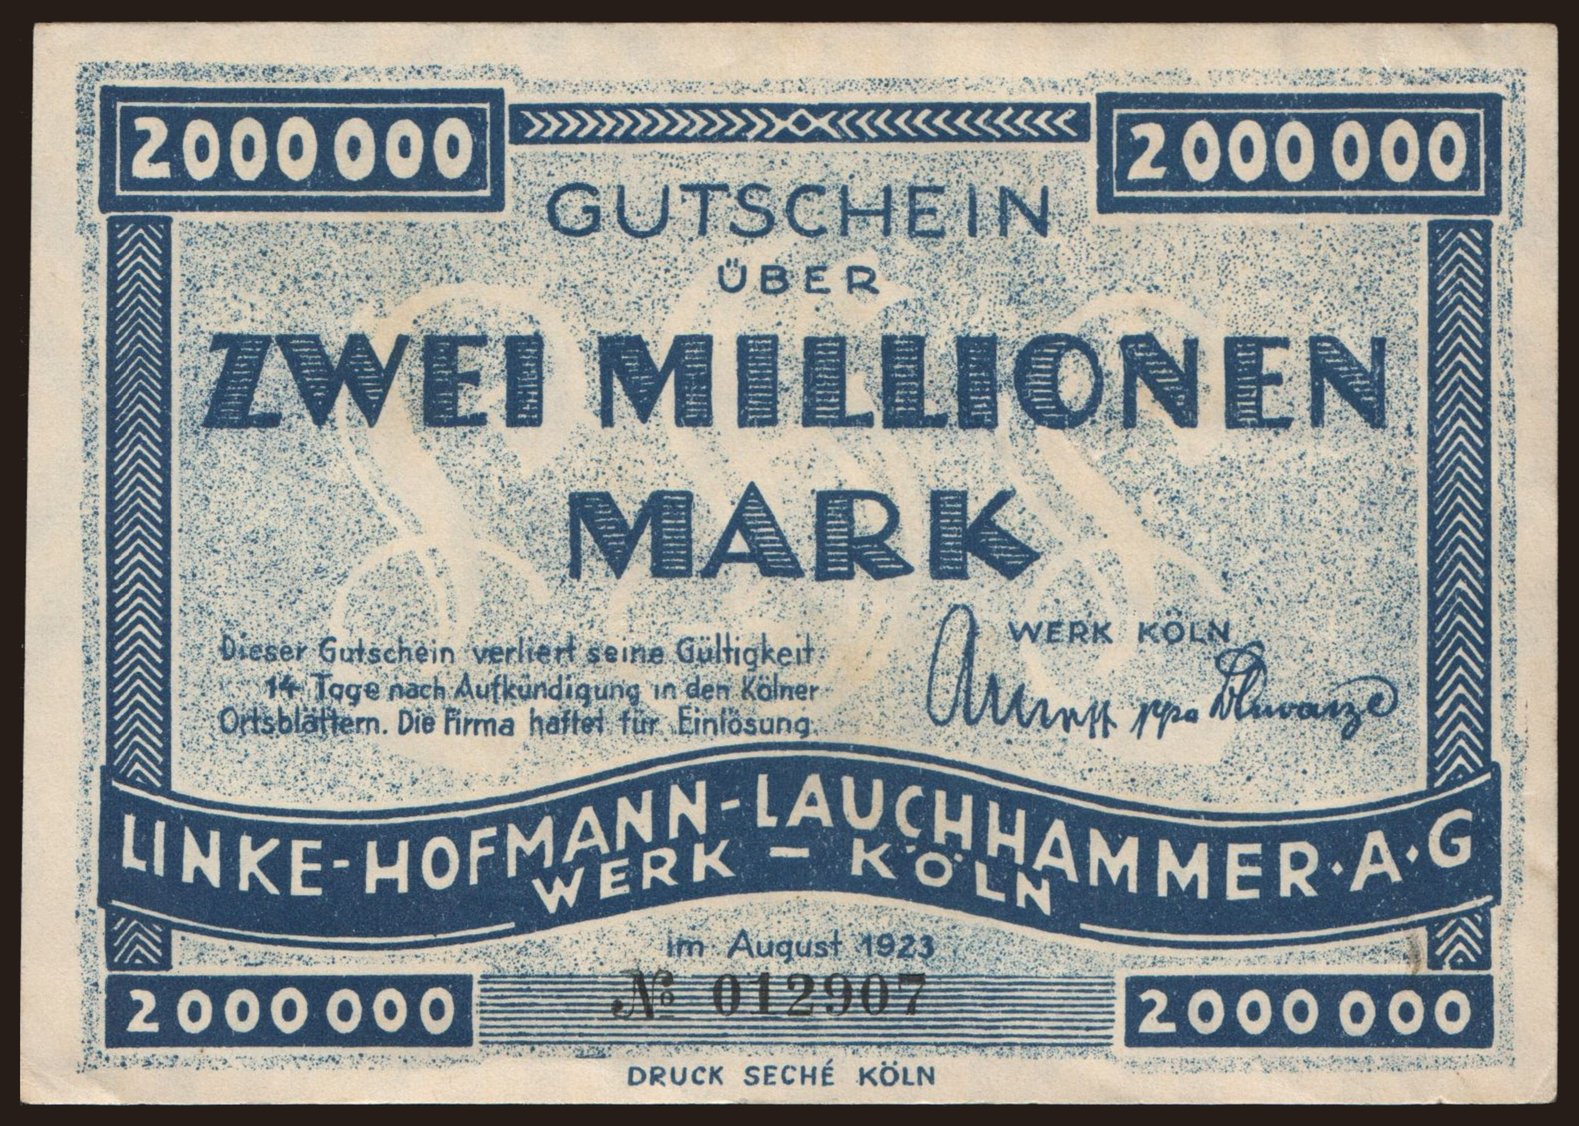 2000000 2000000
GUTSCHEIN
ÜBER
ZWEI MILLIONEN
MARK
Dieser Gutschein verliert seine Gültigkeit
14 Tage nach Aufkündigung in den Kölner
Ortsblättern. Die Firma haftet für Einlösung.
WERK KÖLN
ppa
LINKE-HOFMANN-LAUCHHAMMER·A·G
WERK – KÖLN
im August 1923
№ 012907
2000000 2000000
DRUCK SECHÉ KÖLN